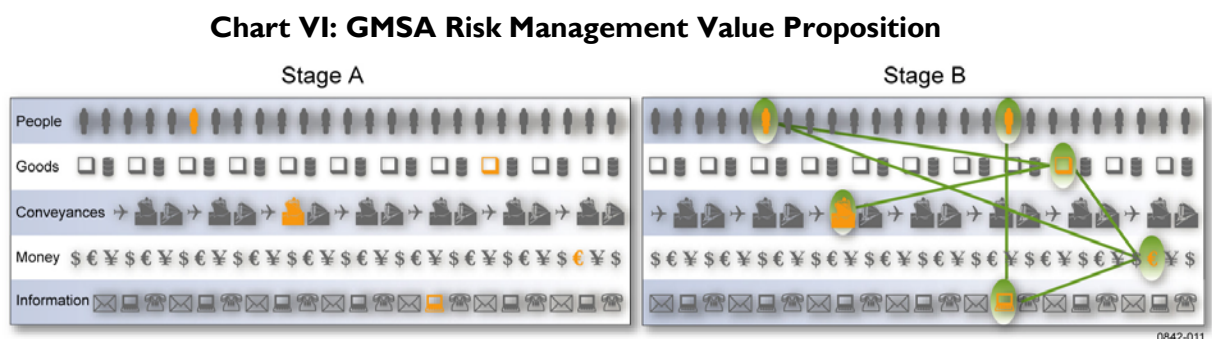 Chart VI: GMSA Risk Management Value Proposition
Stage A
Stage B
People
Goods
Conveyances
Money $ € ¥ $ € ¥ $ € ¥ $ € ¥ $ € ¥ $ € ¥ $ € ¥ $ € ¥ $ € ¥ $ € ¥ $
$ € ¥ $ € ¥ $ € ¥ $ € ¥ $ € ¥ $ € ¥ $ € ¥ $ € ¥ $ € ¥ $ € ¥ $
Information
0842-011